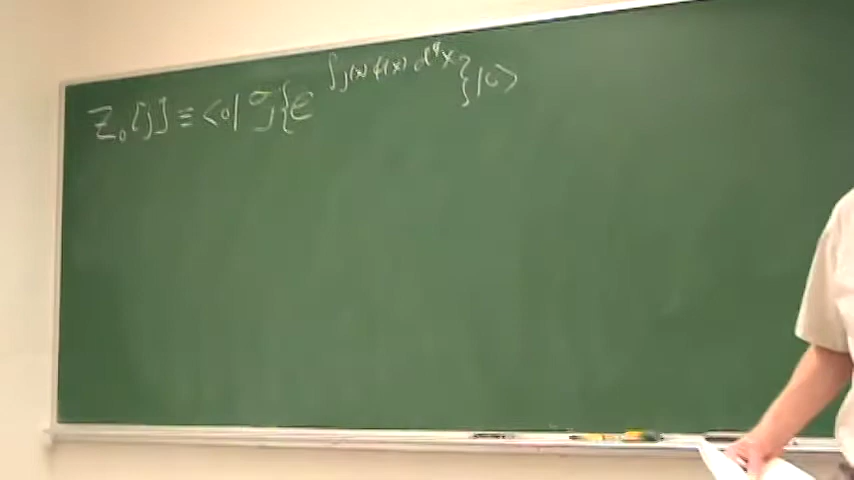 Z₀[j] ≡ <0| T{e^{∫j(x)φ(x)d⁴x}} |0>